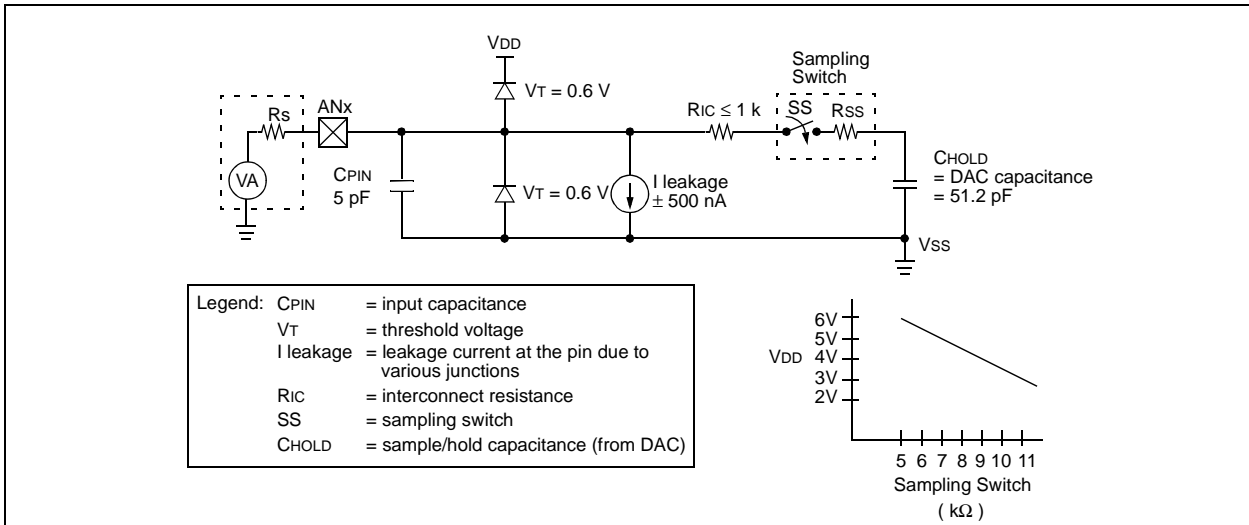 VDD
Sampling
Switch
VT = 0.6 V
ANx
RIC ≤ 1 k
SS
RSS
Rs
CPIN
5 pF
VA
VT = 0.6 V
I leakage
± 500 nA
CHOLD
= DAC capacitance
= 51.2 pF
VSS
Legend: CPIN = input capacitance
VT = threshold voltage
I leakage = leakage current at the pin due to
various junctions
RIC = interconnect resistance
SS = sampling switch
CHOLD = sample/hold capacitance (from DAC)
6V
5V
VDD 4V
3V
2V
5 6 7 8 9 10 11
Sampling Switch
( kΩ )